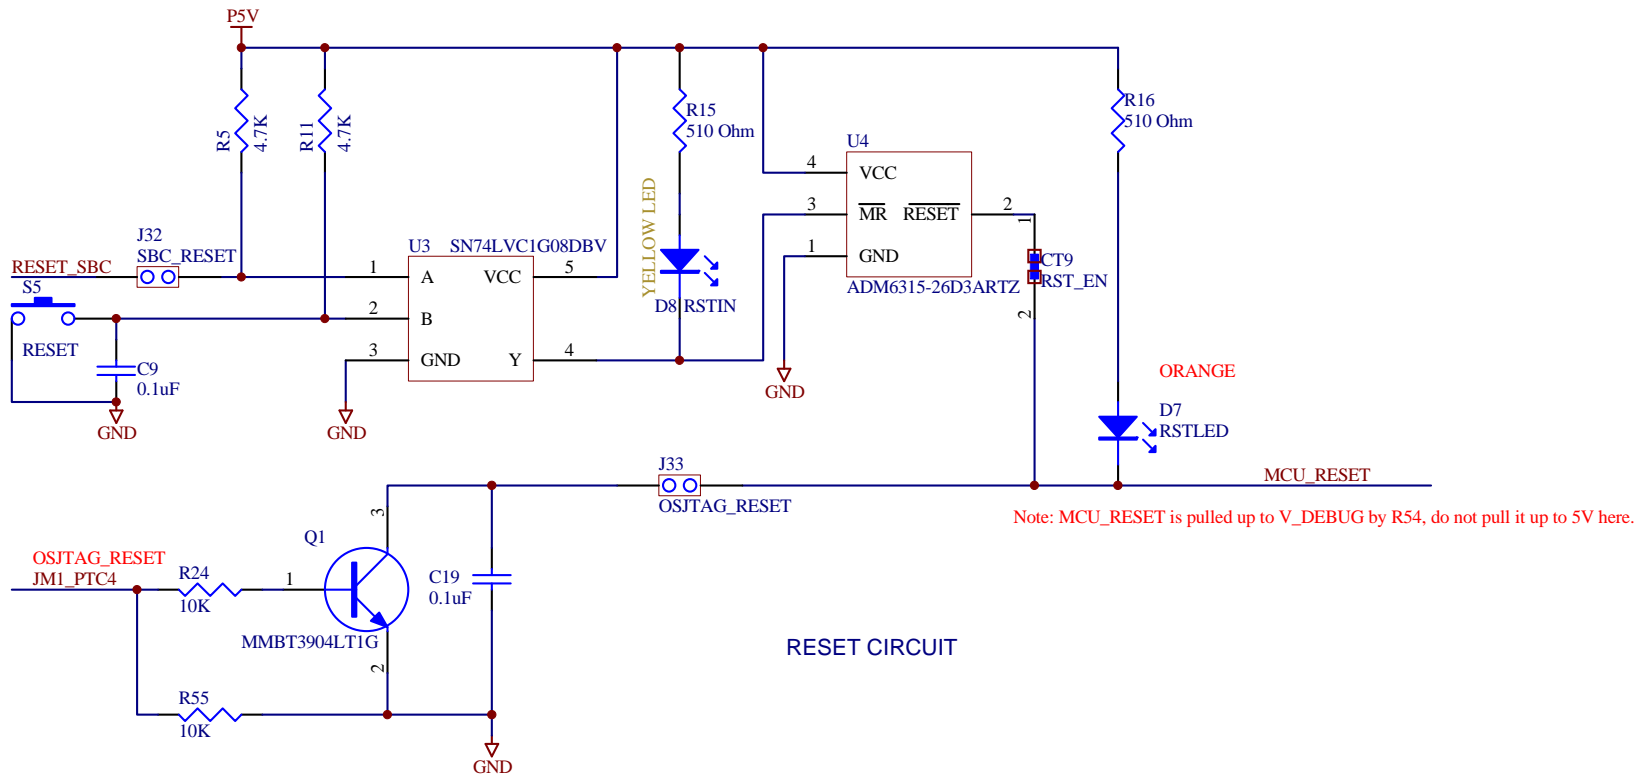 P5V
R5
4.7K
R11
4.7K
R15
510 Ohm
R16
510 Ohm
U4
4
VCC
3
MR
RESET
2
1
GND
ADM6315-26D3ARTZ
1
CT9
RST_EN
2
YELLOW LED
J32
SBC_RESET
RESET_SBC
S5
RESET
U3
SN74LVC1G08DBV
1
A
VCC
5
2
B
3
GND
Y
4
D8
RSTIN
C9
0.1uF
GND
GND
GND
ORANGE
D7
RSTLED
J33
OSJTAG_RESET
MCU_RESET
Note: MCU_RESET is pulled up to V_DEBUG by R54, do not pull it up to 5V here.
OSJTAG_RESET
JM1_PTC4
R24
10K
1
Q1
3
MMBT3904LT1G
2
C19
0.1uF
R55
10K
GND
RESET CIRCUIT